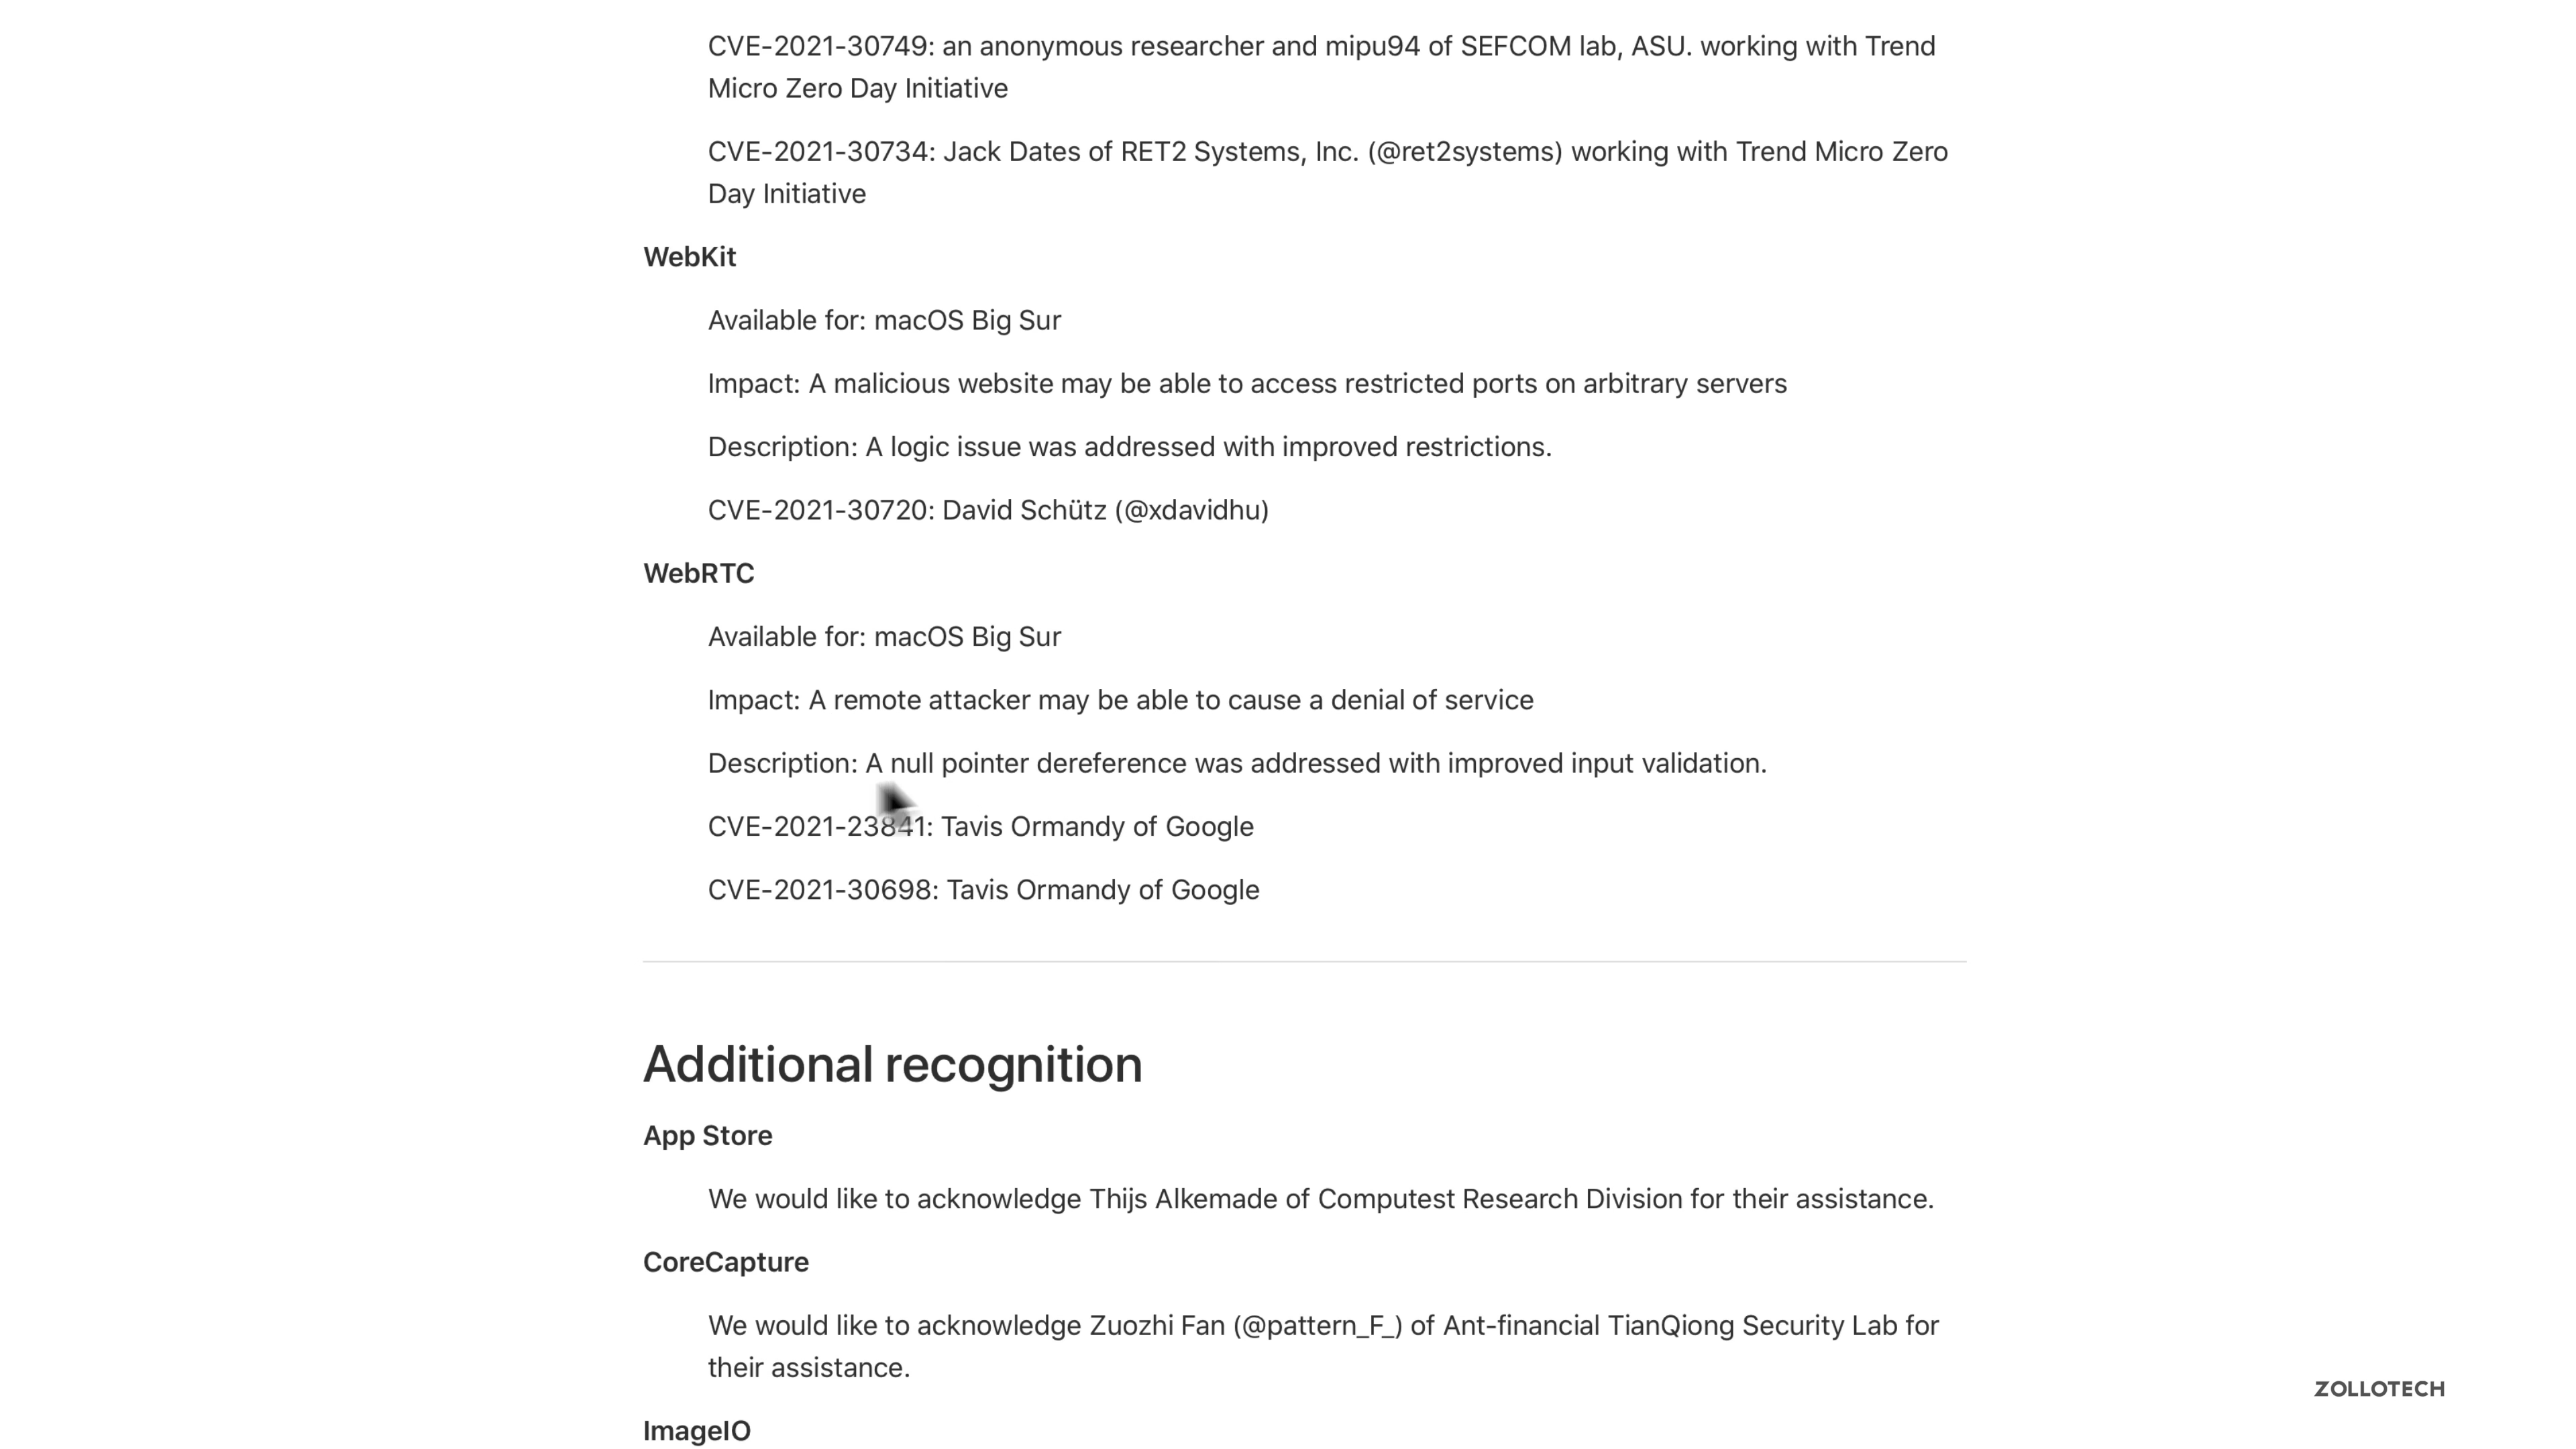 CVE-2021-30749: an anonymous researcher and mipu94 of SEFCOM lab, ASU. working with Trend
Micro Zero Day Initiative
CVE-2021-30734: Jack Dates of RET2 Systems, Inc. (@ret2systems) working with Trend Micro Zero
Day Initiative
WebKit
Available for: macOS Big Sur
Impact: A malicious website may be able to access restricted ports on arbitrary servers
Description: A logic issue was addressed with improved restrictions.
CVE-2021-30720: David Schütz (@xdavidhu)
WebRTC
Available for: macOS Big Sur
Impact: A remote attacker may be able to cause a denial of service
Description: A null pointer dereference was addressed with improved input validation.
CVE-2021-23841: Tavis Ormandy of Google
CVE-2021-30698: Tavis Ormandy of Google
Additional recognition
App Store
We would like to acknowledge Thijs Alkemade of Computest Research Division for their assistance.
CoreCapture
We would like to acknowledge Zuozhi Fan (@pattern_F_) of Ant-financial TianQiong Security Lab for
their assistance.
ZOLLOTECH
ImageIO